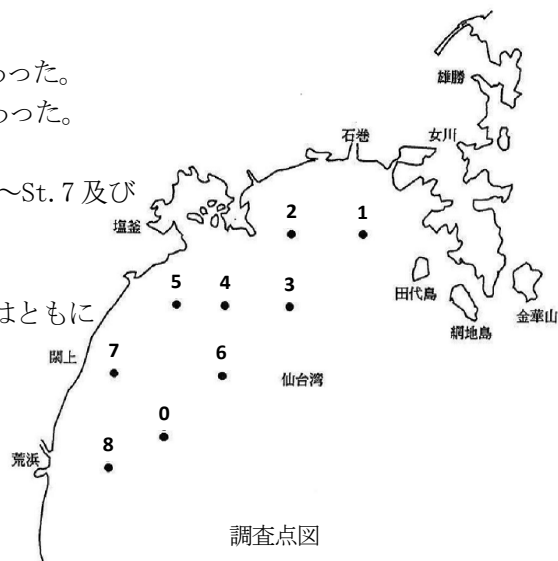 った。
った。
～St.７及び
はともに
雄勝
石巻
女川
塩釜
2
1
田代島
網地島
金華山
5
4
3
閖上
7
6
仙台湾
0
荒浜
8
調査点図